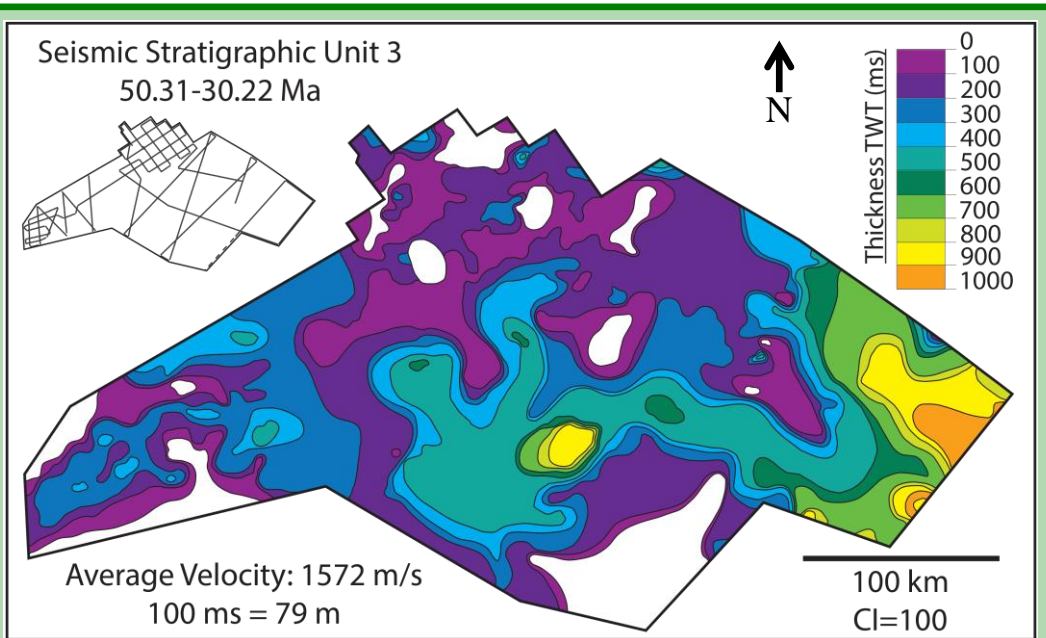 Seismic Stratigraphic Unit 3
50.31-30.22 Ma
N
Thickness TWT (ms)
0
100
200
300
400
500
600
700
800
900
1000
Average Velocity: 1572 m/s
100 ms = 79 m
100 km
CI=100